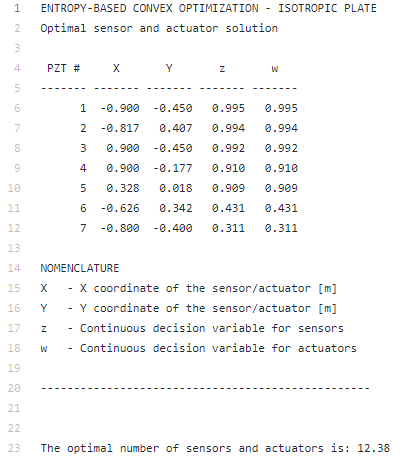 1 ENTROPY-BASED CONVEX OPTIMIZATION - ISOTROPIC PLATE
2 Optimal sensor and actuator solution
3
4 PZT # X Y z w
5 ------- ------- ------- ------- -------
6 1 -0.900 -0.450 0.995 0.995
7 2 -0.817 0.407 0.994 0.994
8 3 0.900 -0.450 0.992 0.992
9 4 0.900 -0.177 0.910 0.910
10 5 0.328 0.018 0.909 0.909
11 6 -0.626 0.342 0.431 0.431
12 7 -0.800 -0.400 0.311 0.311
13
14 NOMENCLATURE
15 X - X coordinate of the sensor/actuator [m]
16 Y - Y coordinate of the sensor/actuator [m]
17 z - Continuous decision variable for sensors
18 w - Continuous decision variable for actuators
19
20 --------------------------------------------------
21
22
23 The optimal number of sensors and actuators is: 12.38